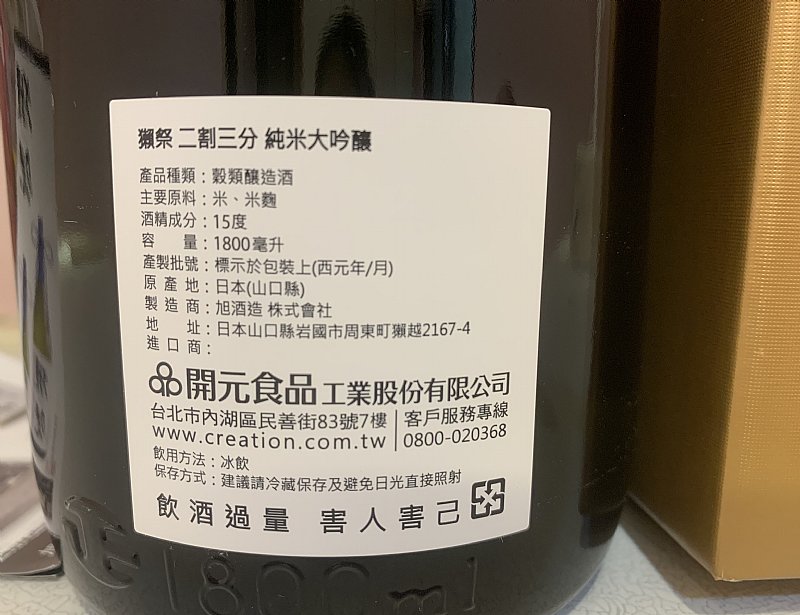 獺祭 二割三分 純米大吟釀
產品種類：穀類釀造酒
主要原料：米、米麴
酒精成分：15度
容　　量：1800毫升
產製批號：標示於包裝上(西元年/月)
原 產 地：日本(山口縣)
製 造 商：旭酒造 株式會社
地　　址：日本山口縣岩國市周東町獺越2167-4
進 口 商：
開元食品工業股份有限公司
台北市內湖區民善街83號7樓
www.creation.com.tw
客戶服務專線
0800-020368
飲用方法：冰飲
保存方式：建議請冷藏保存及避免日光直接照射
飲酒過量 害人害己
正 1800ml